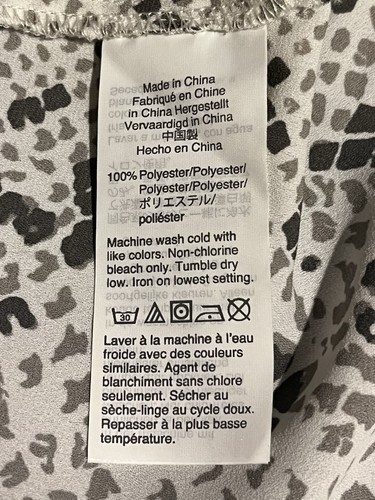 Made in China
Fabriqué en Chine
in China Hergestellt
Vervaardigd in China
中国製
Hecho en China
100% Polyester/Polyester/
Polyester/Polyester/
ポリエステル/
poliéster
Machine wash cold with
like colors. Non-chlorine
bleach only. Tumble dry
low. Iron on lowest setting.
30
Laver à la machine à l'eau
froide avec des couleurs
similaires. Agent de
blanchiment sans chlore
seulement. Sécher au
sèche-linge au cycle doux.
Repasser à la plus basse
température.